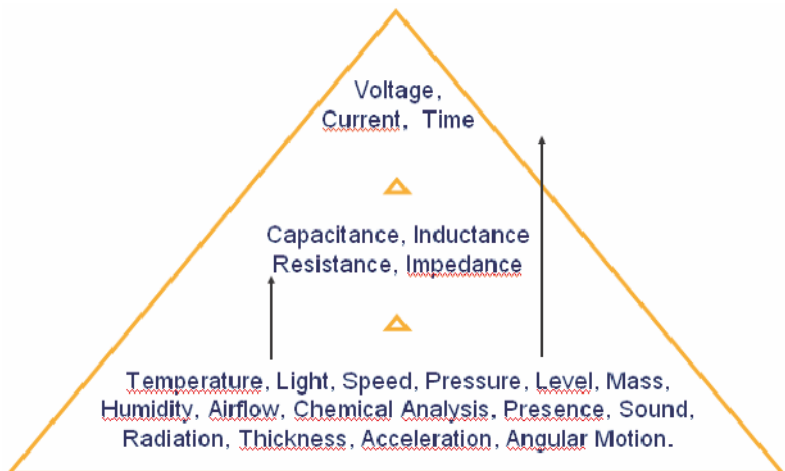 Voltage,
Current, Time
Capacitance, Inductance
Resistance, Impedance
Temperature, Light, Speed, Pressure, Level, Mass,
Humidity, Airflow, Chemical Analysis, Presence, Sound,
Radiation, Thickness, Acceleration, Angular Motion.